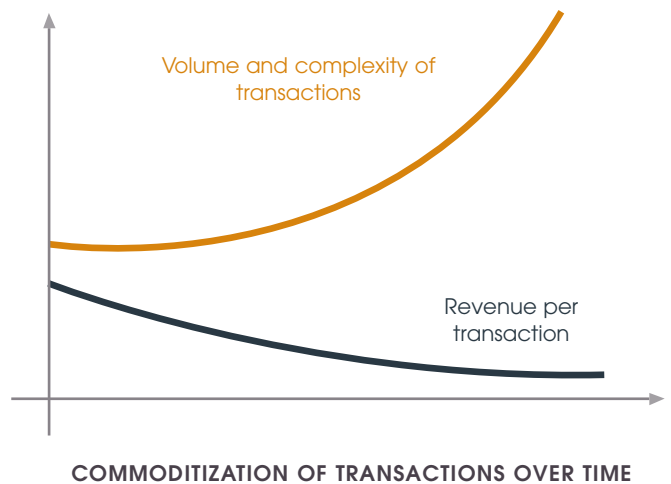 Volume and complexity of
transactions
Revenue per
transaction
COMMODITIZATION OF TRANSACTIONS OVER TIME